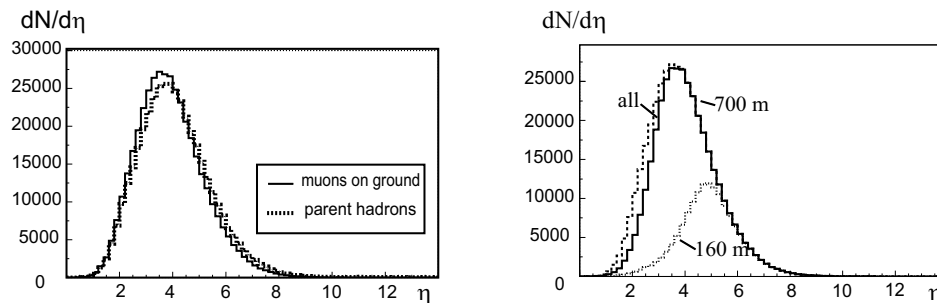 dN/dη
30000
25000
20000
15000
10000
5000
0
2 4 6 8 10 12 η
muons on ground
parent hadrons
dN/dη
25000
20000
15000
10000
5000
0
2 4 6 8 10 12 η
all
700 m
160 m